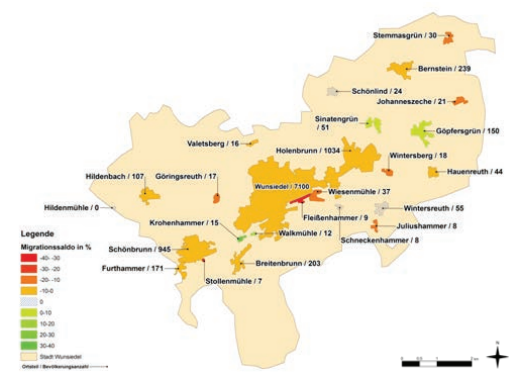 Stemmasgrün / 30
Bernstein / 239
Schönlind / 24
Johanneszeche / 21
Sinatengrün
/ 51
Göpfersgrün / 150
Valetsberg / 16
Holenbrunn / 1034
Wintersberg / 18
Hauenreuth / 44
Hildenbach / 107
Göringsreuth / 17
Wunsiedel / 7100
Wiesenmühle / 37
Hildenmühle / 0
Fleißenhammer / 9
Wintersreuth / 55
Krohenhammer / 15
Walkmühle / 12
Juliushammer / 8
Schneckenhammer / 8
Legende
Migrationssaldo in %
-40--30
-30--20
-20--10
-10-0
0
0-10
10-20
20-30
30-40
Stadt Wunsiedel
Ortsteil / Bevölkerungsanzahl
Schönbrunn / 945
Furthammer / 171
Breitenbrunn / 203
Stollenmühle / 7
N